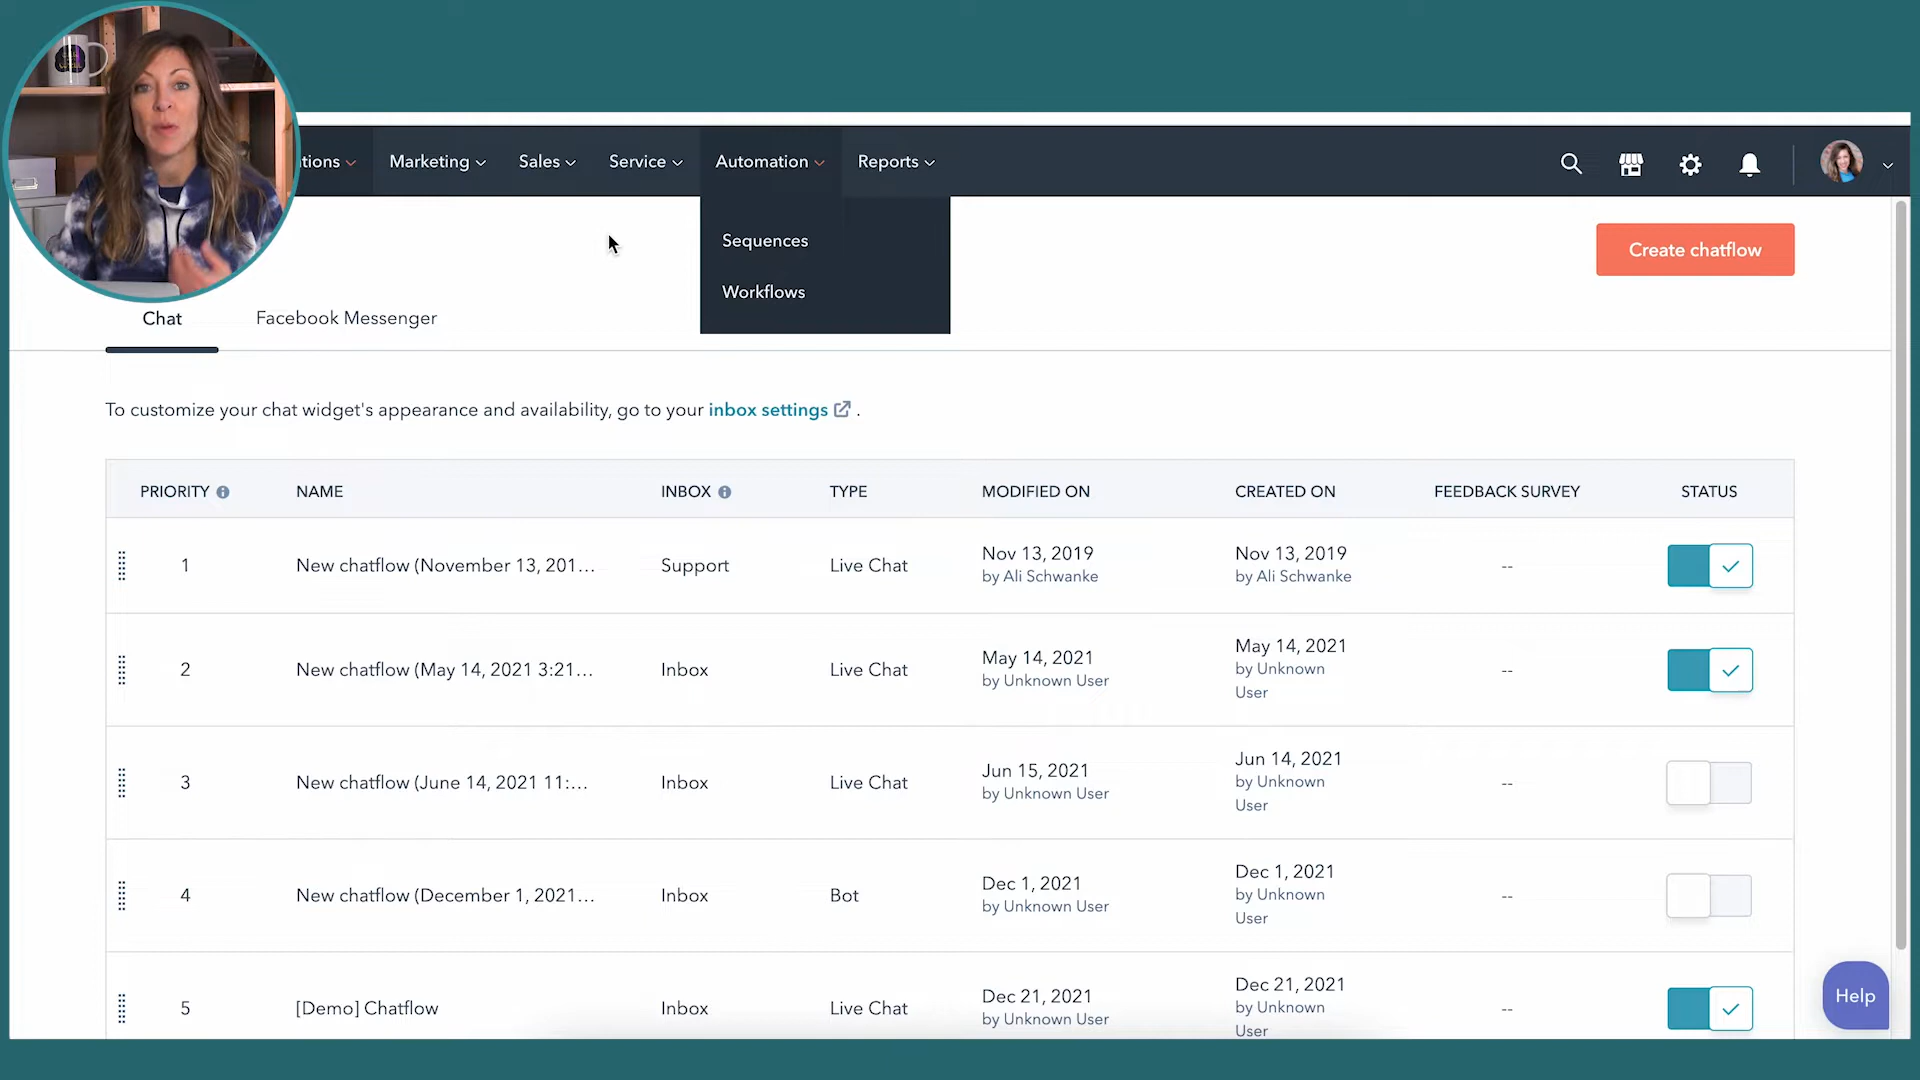 tions Marketing Sales Service Automation Reports
Sequences
Workflows
Create chatflow
Chat Facebook Messenger
To customize your chat widget's appearance and availability, go to your inbox settings .
PRIORITY NAME INBOX TYPE MODIFIED ON CREATED ON FEEDBACK SURVEY STATUS
1 New chatflow (November 13, 201... Support Live Chat Nov 13, 2019 Nov 13, 2019 --
by Ali Schwanke by Ali Schwanke
2 New chatflow (May 14, 2021 3:21... Inbox Live Chat May 14, 2021 May 14, 2021 --
by Unknown User by Unknown
User
3 New chatflow (June 14, 2021 11:... Inbox Live Chat Jun 15, 2021 Jun 14, 2021 --
by Unknown User by Unknown
User
4 New chatflow (December 1, 2021... Inbox Bot Dec 1, 2021 Dec 1, 2021 --
by Unknown User by Unknown
User
5 [Demo] Chatflow Inbox Live Chat Dec 21, 2021 Dec 21, 2021 --
by Unknown User by Unknown
User
Help